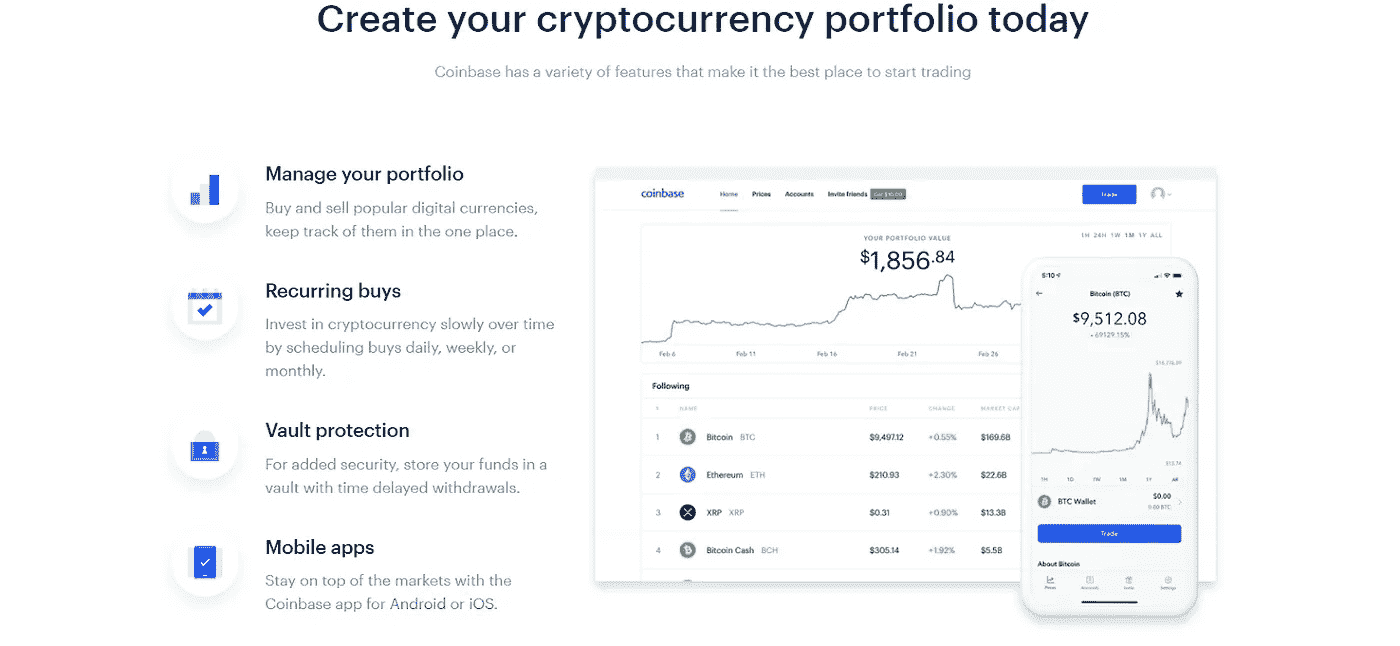 Create your cryptocurrency portfolio today
Coinbase has a variety of features that make it the best place to start trading
Manage your portfolio
Buy and sell popular digital currencies,
keep track of them in the one place.
Recurring buys
Invest in cryptocurrency slowly over time
by scheduling buys daily, weekly, or
monthly.
Vault protection
For added security, store your funds in a
vault with time delayed withdrawals.
Mobile apps
Stay on top of the markets with the
Coinbase app for Android or iOS.
coinbase Home Prices Accounts Invite friends Trade
YOUR PORTFOLIO VALUE
1H 24H 1W 1M 1Y ALL
$1,856.84
Feb 6 Feb 11 Feb 16 Feb 21 Feb 26
Following
NAME PRICE CHANGE MARKET CAP
1 Bitcoin BTC $9,497.12 +0.55% $169.6B
2 Ethereum ETH $210.93 +2.30% $22.6B
3 XRP XRP $0.31 +0.90% $13.3B
4 Bitcoin Cash BCH $305.14 +1.92% $5.5B
5:10
Bitcoin (BTC)
$9,512.08
69129.15%
1H 1D 1W 1M 1Y
BTC Wallet $0.00
0.00 BTC
Trade
About Bitcoin
Prices Accounts Invite Settings